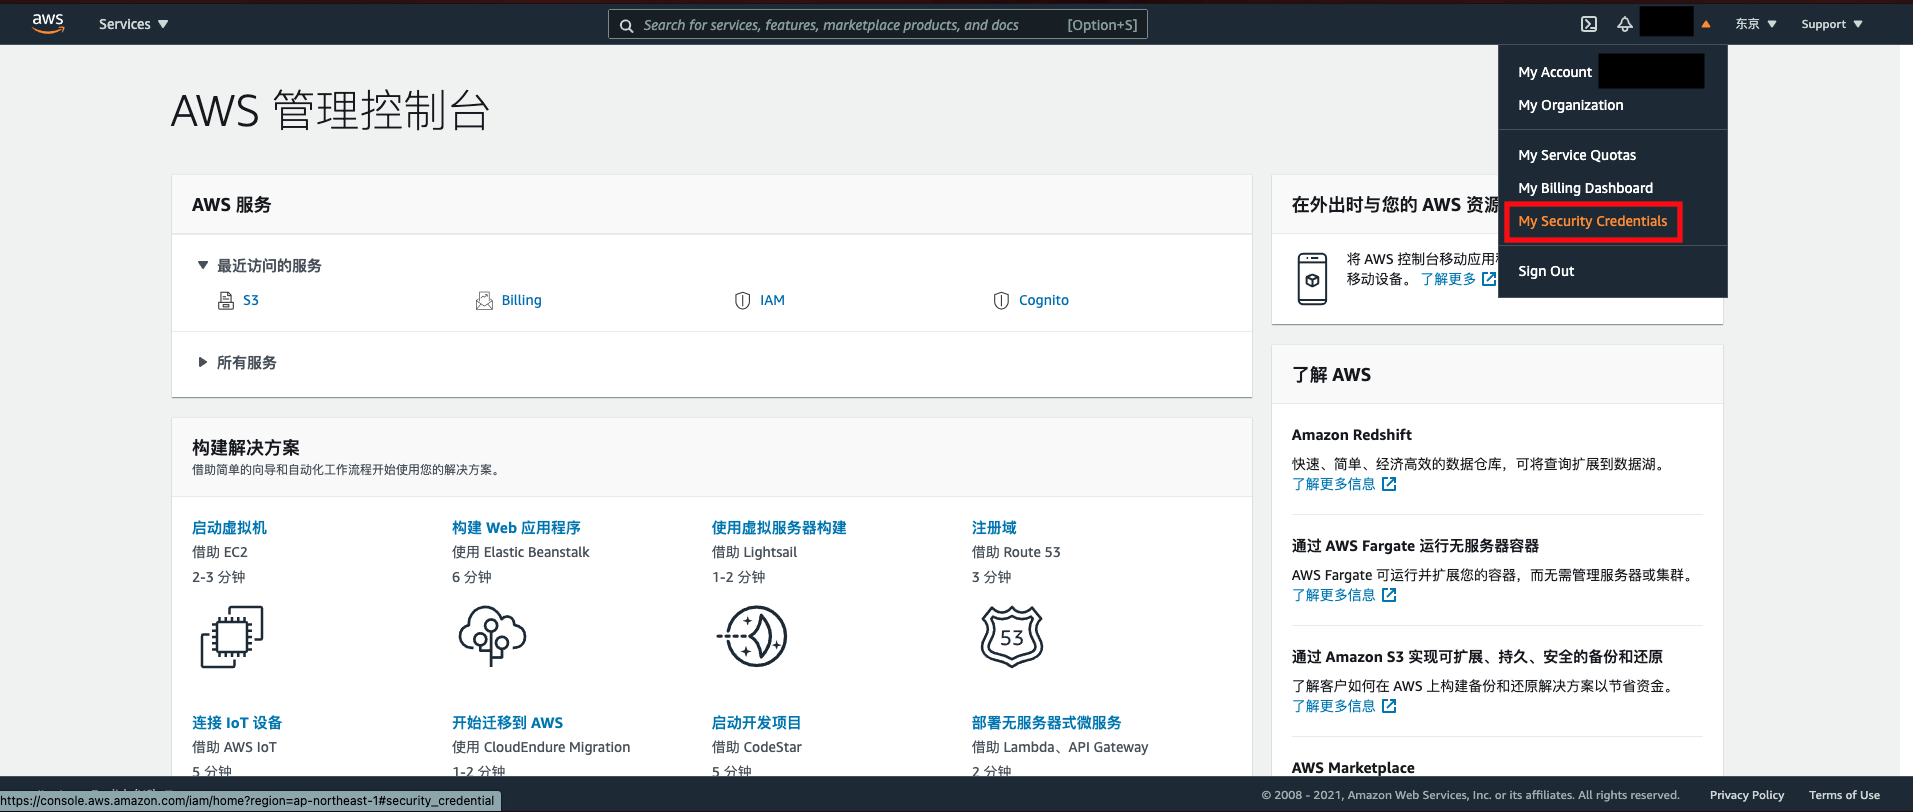 aws
Services
Search for services, features, marketplace products, and docs [Option+S]
东京
Support
My Account
My Organization
My Service Quotas
My Billing Dashboard
My Security Credentials
Sign Out
AWS 管理控制台
AWS 服务
最近访问的服务
S3
Billing
IAM
Cognito
所有服务
构建解决方案
借助简单的向导和自动化工作流程开始使用您的解决方案。
启动虚拟机
借助 EC2
2-3 分钟
构建 Web 应用程序
使用 Elastic Beanstalk
6 分钟
使用虚拟服务器构建
借助 Lightsail
1-2 分钟
注册域
借助 Route 53
3 分钟
53
连接 IoT 设备
借助 AWS IoT
5 分钟
开始迁移到 AWS
使用 CloudEndure Migration
1-2 分钟
启动开发项目
借助 CodeStar
5 分钟
部署无服务器式微服务
借助 Lambda、API Gateway
2 分钟
在外出时与您的 AWS 资源
将 AWS 控制台移动应用
移动设备。 了解更多
了解 AWS
Amazon Redshift
快速、简单、经济高效的数据仓库，可将查询扩展到数据湖。
了解更多信息
通过 AWS Fargate 运行无服务器容器
AWS Fargate 可运行并扩展您的容器，而无需管理服务器或集群。
了解更多信息
通过 Amazon S3 实现可扩展、持久、安全的备份和还原
了解客户如何在 AWS 上构建备份和还原解决方案以节省资金。
了解更多信息
AWS Marketplace
https://console.aws.amazon.com/iam/home?region=ap-northeast-1#security_credential
© 2008 - 2021, Amazon Web Services, Inc. or its affiliates. All rights reserved.
Privacy Policy
Terms of Use